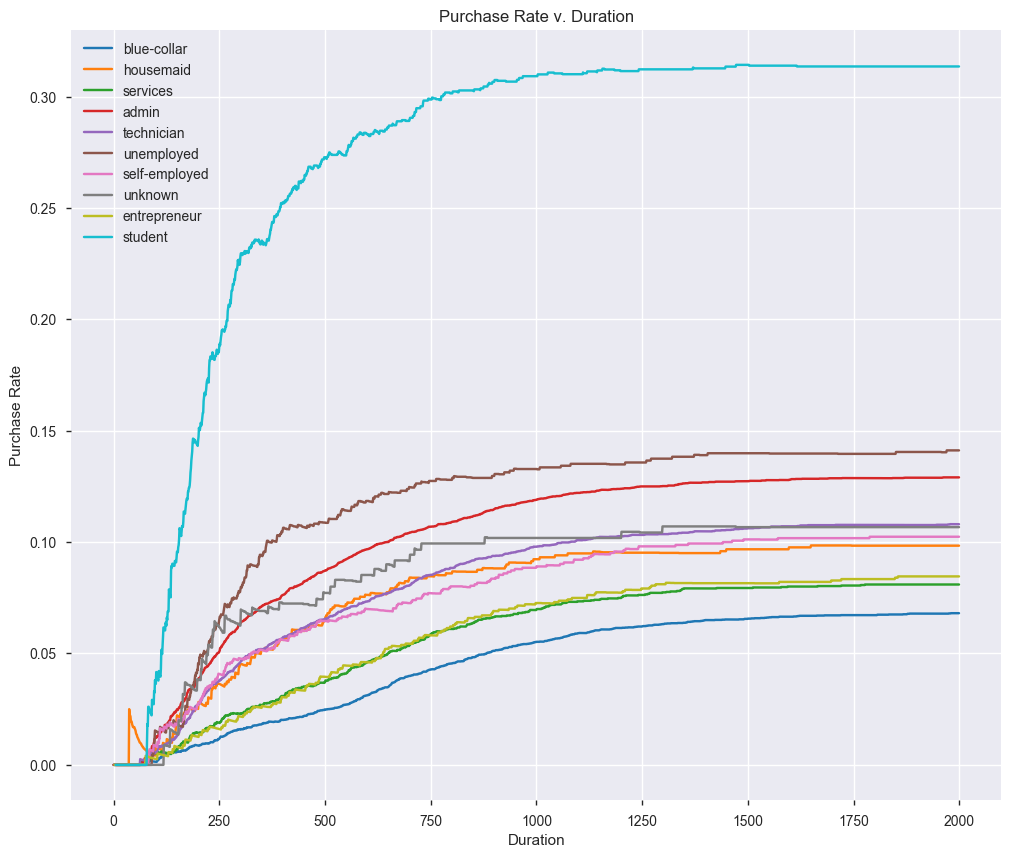 Purchase Rate v. Duration
blue-collar
housemaid
services
admin
technician
unemployed
self-employed
unknown
entrepreneur
student
0.30
0.25
0.20
0.15
0.10
0.05
0.00
Purchase Rate
0 250 500 750 1000 1250 1500 1750 2000
Duration